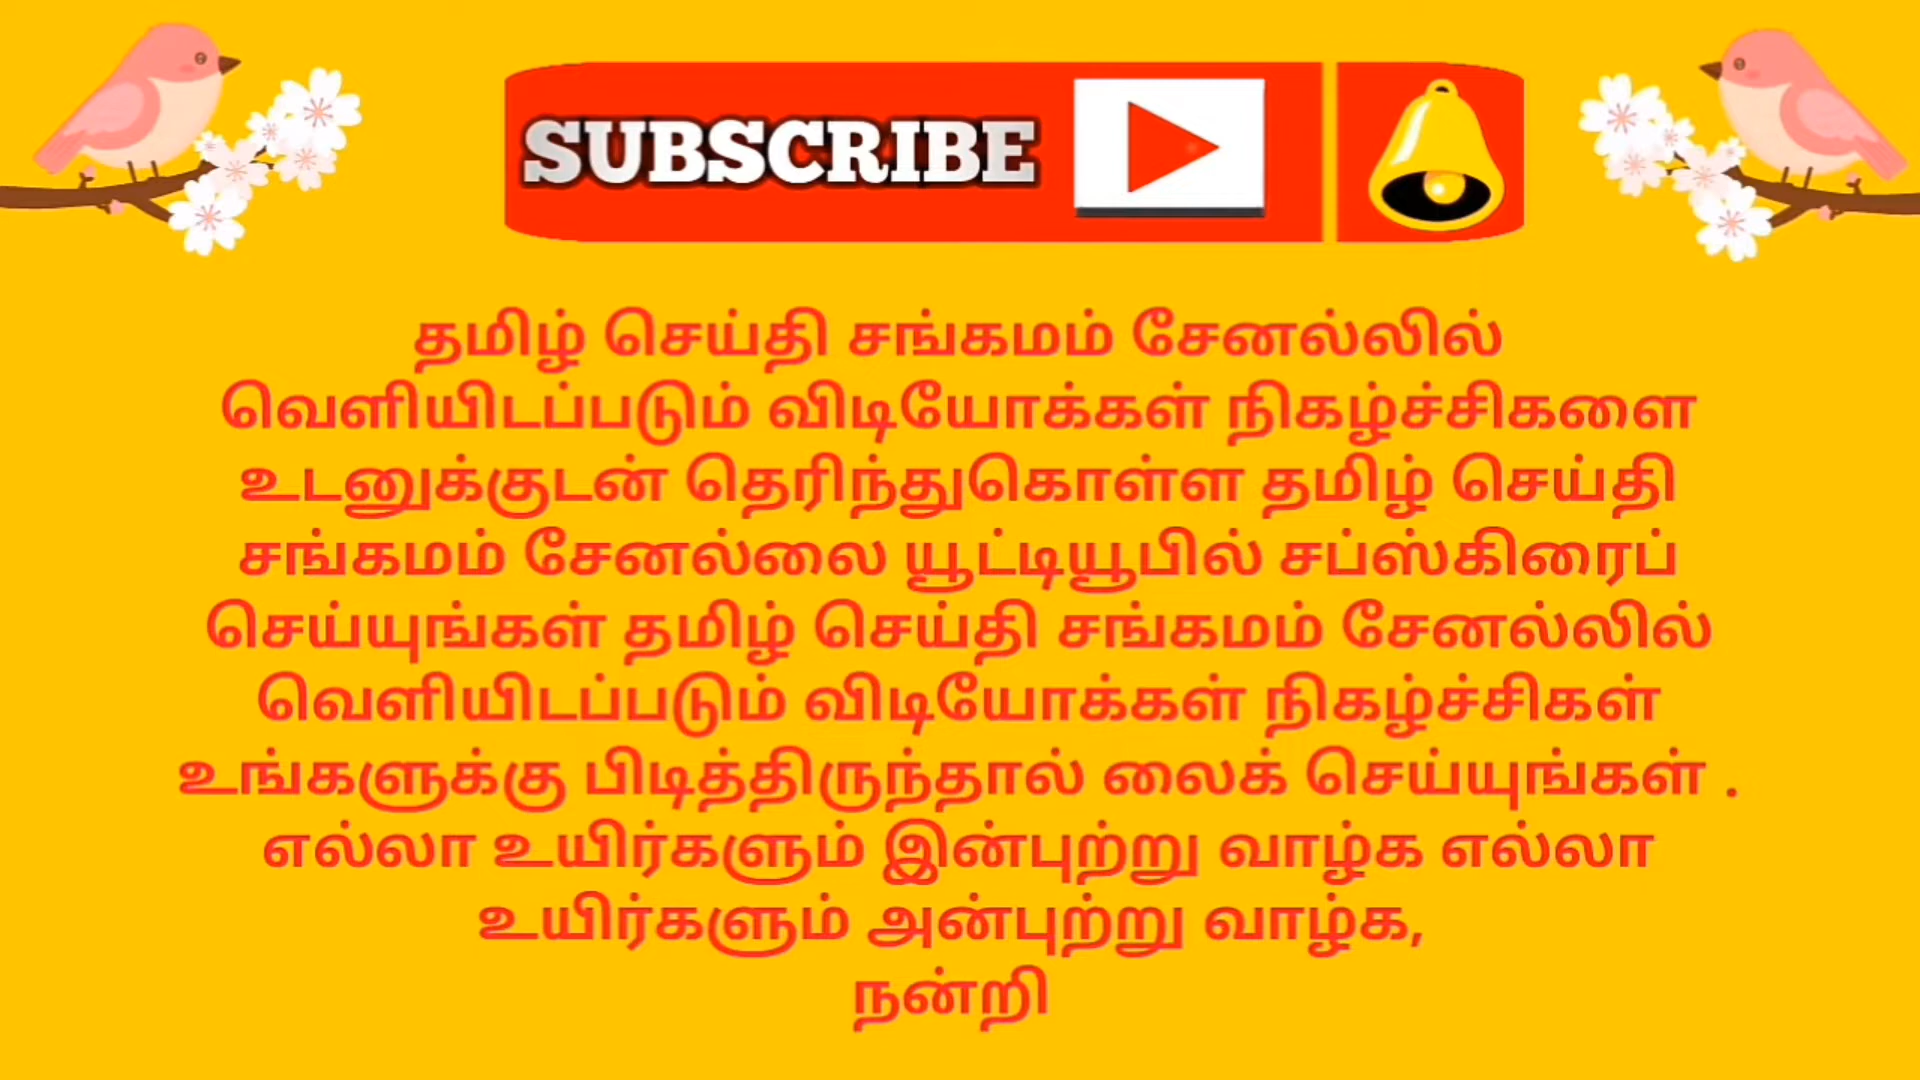 SUBSCRIBE
தமிழ் செய்தி சங்கமம் சேனல்லில்
வெளியிடப்படும் விடியோக்கள் நிகழ்ச்சிகளை
உடனுக்குடன் தெரிந்துகொள்ள தமிழ் செய்தி
சங்கமம் சேனல்லை யூட்டியூபில் சப்ஸ்கிரைப்
செய்யுங்கள் தமிழ் செய்தி சங்கமம் சேனல்லில்
வெளியிடப்படும் விடியோக்கள் நிகழ்ச்சிகள்
உங்களுக்கு பிடித்திருந்தால் லைக் செய்யுங்கள் .
எல்லா உயிர்களும் இன்புற்று வாழ்க எல்லா
உயிர்களும் அன்புற்று வாழ்க,
நன்றி